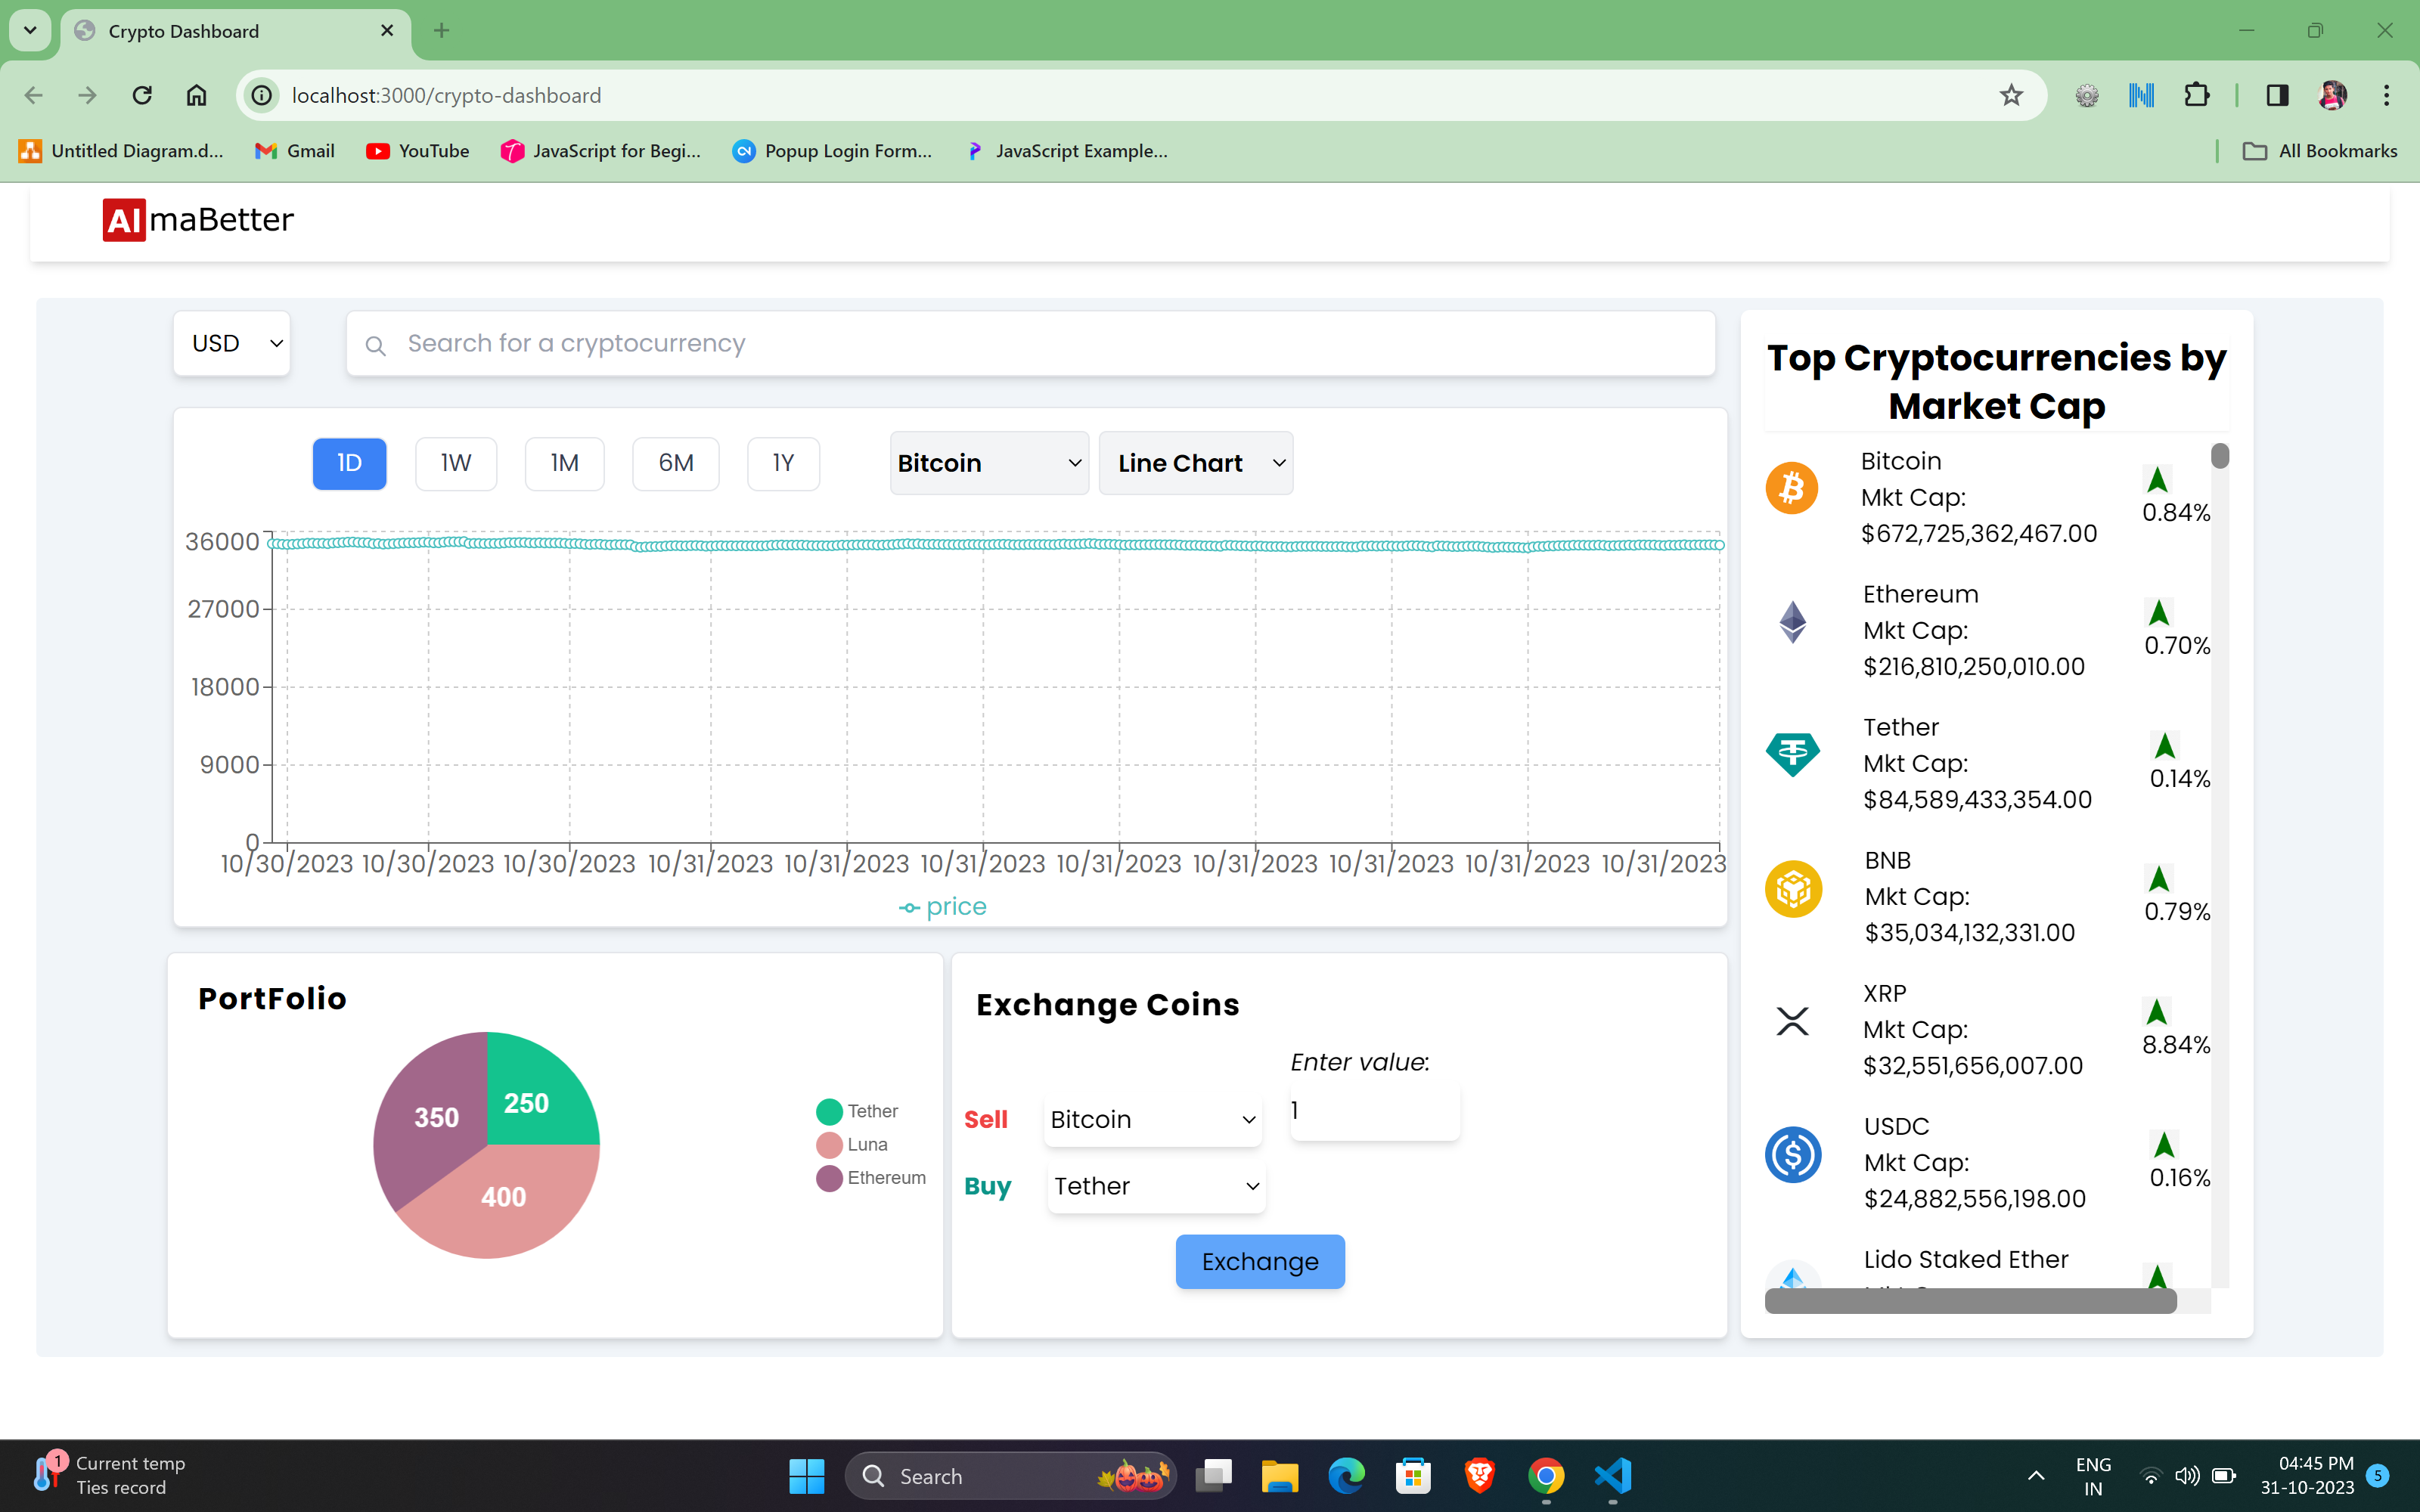 Crypto Dashboard
localhost:3000/crypto-dashboard
Untitled Diagram.d...
Gmail
YouTube
JavaScript for Begi...
Popup Login Form...
JavaScript Example...
All Bookmarks
AlmaBetter
USD
Search for a cryptocurrency
1D
1W
1M
6M
1Y
Bitcoin
Line Chart
36000
27000
18000
9000
0
10/30/2023 10/30/2023 10/30/2023 10/31/2023 10/31/2023 10/31/2023 10/31/2023 10/31/2023 10/31/2023 10/31/2023 10/31/2023
price
PortFolio
250
350
400
Tether
Luna
Ethereum
Exchange Coins
Enter value:
Sell
Bitcoin
1
Buy
Tether
Exchange
Top Cryptocurrencies by
Market Cap
Bitcoin
Mkt Cap:
$672,725,362,467.00
0.84%
Ethereum
Mkt Cap:
$216,810,250,010.00
0.70%
Tether
Mkt Cap:
$84,589,433,354.00
0.14%
BNB
Mkt Cap:
$35,034,132,331.00
0.79%
XRP
Mkt Cap:
$32,551,656,007.00
8.84%
USDC
Mkt Cap:
$24,882,556,198.00
0.16%
Lido Staked Ether
1
Current temp
Ties record
Search
ENG
IN
04:45 PM
31-10-2023
5